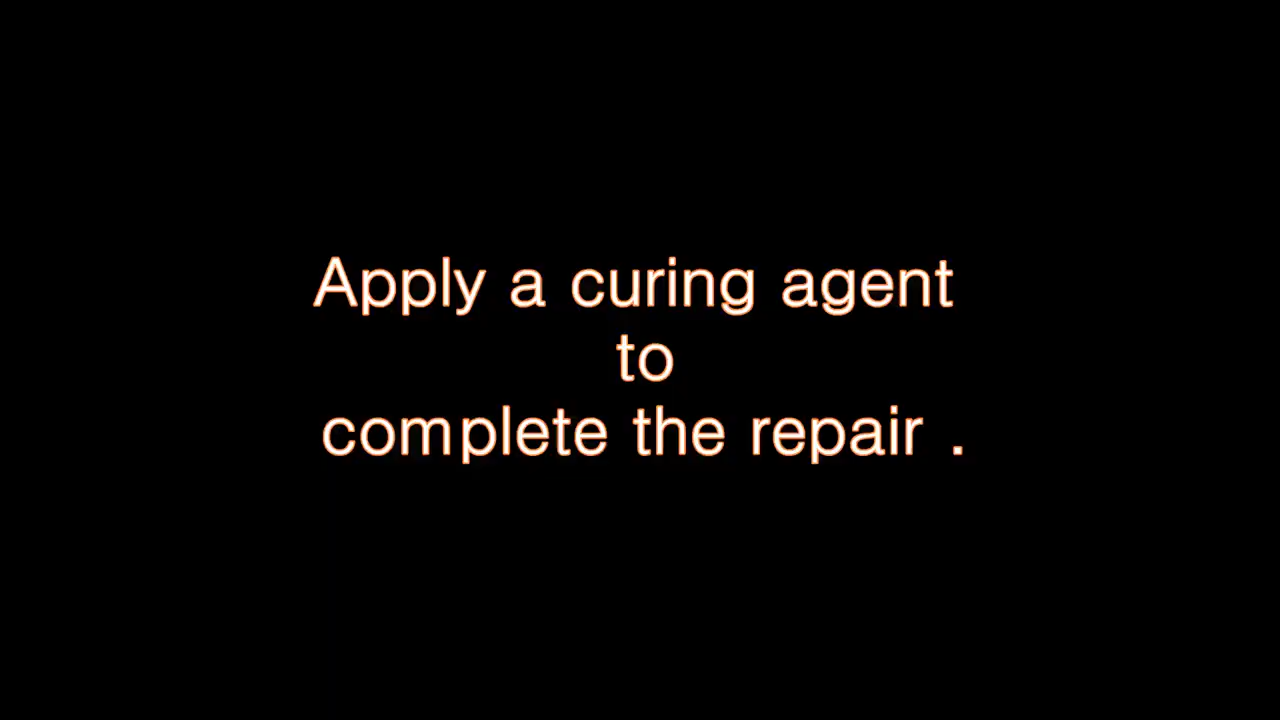 Apply a curing agent
to
complete the repair .